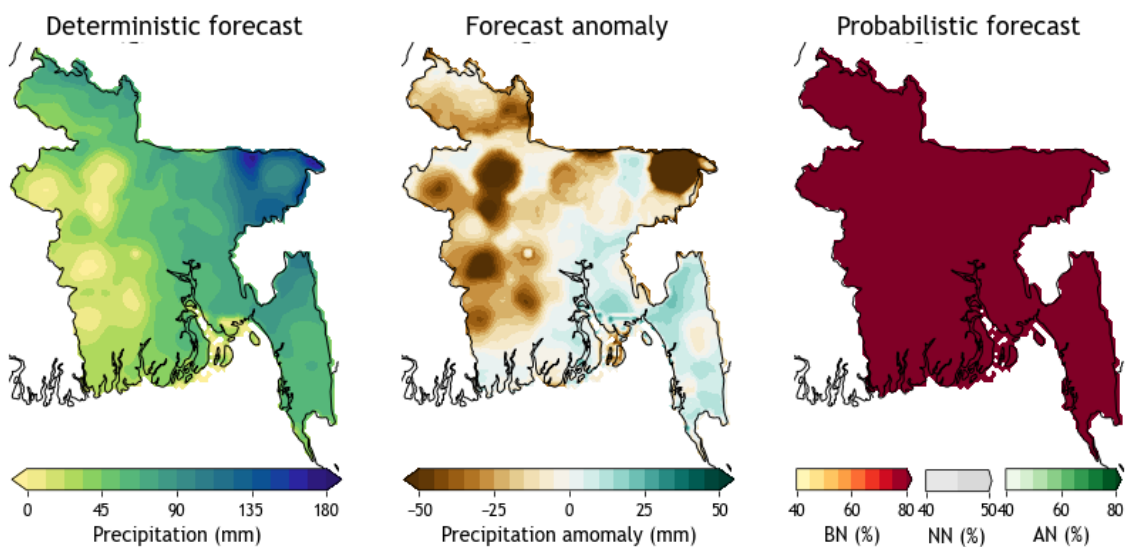 Deterministic forecast
Forecast anomaly
Probabilistic forecast
0 45 90 135 180
Precipitation (mm)
−50 −25 0 25 50
Precipitation anomaly (mm)
40 60 80
BN (%)
40 50
NN (%)
40 60 80
AN (%)